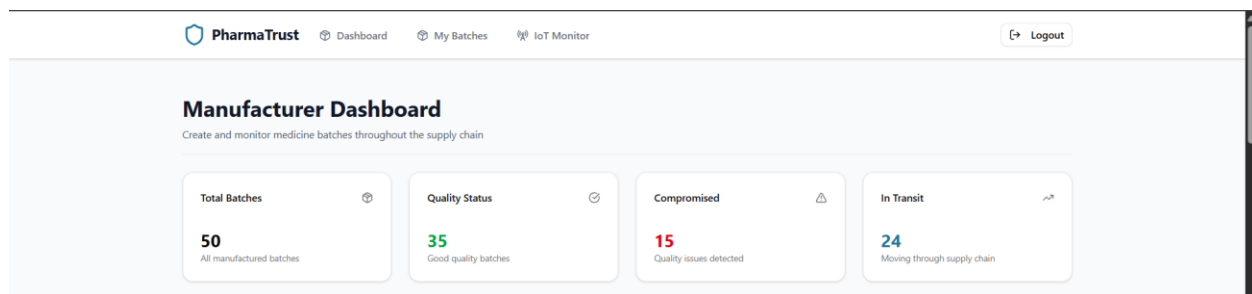 PharmaTrust Dashboard My Batches IoT Monitor Logout
Manufacturer Dashboard
Create and monitor medicine batches throughout the supply chain
Total Batches
50
All manufactured batches
Quality Status
35
Good quality batches
Compromised
15
Quality issues detected
In Transit
24
Moving through supply chain